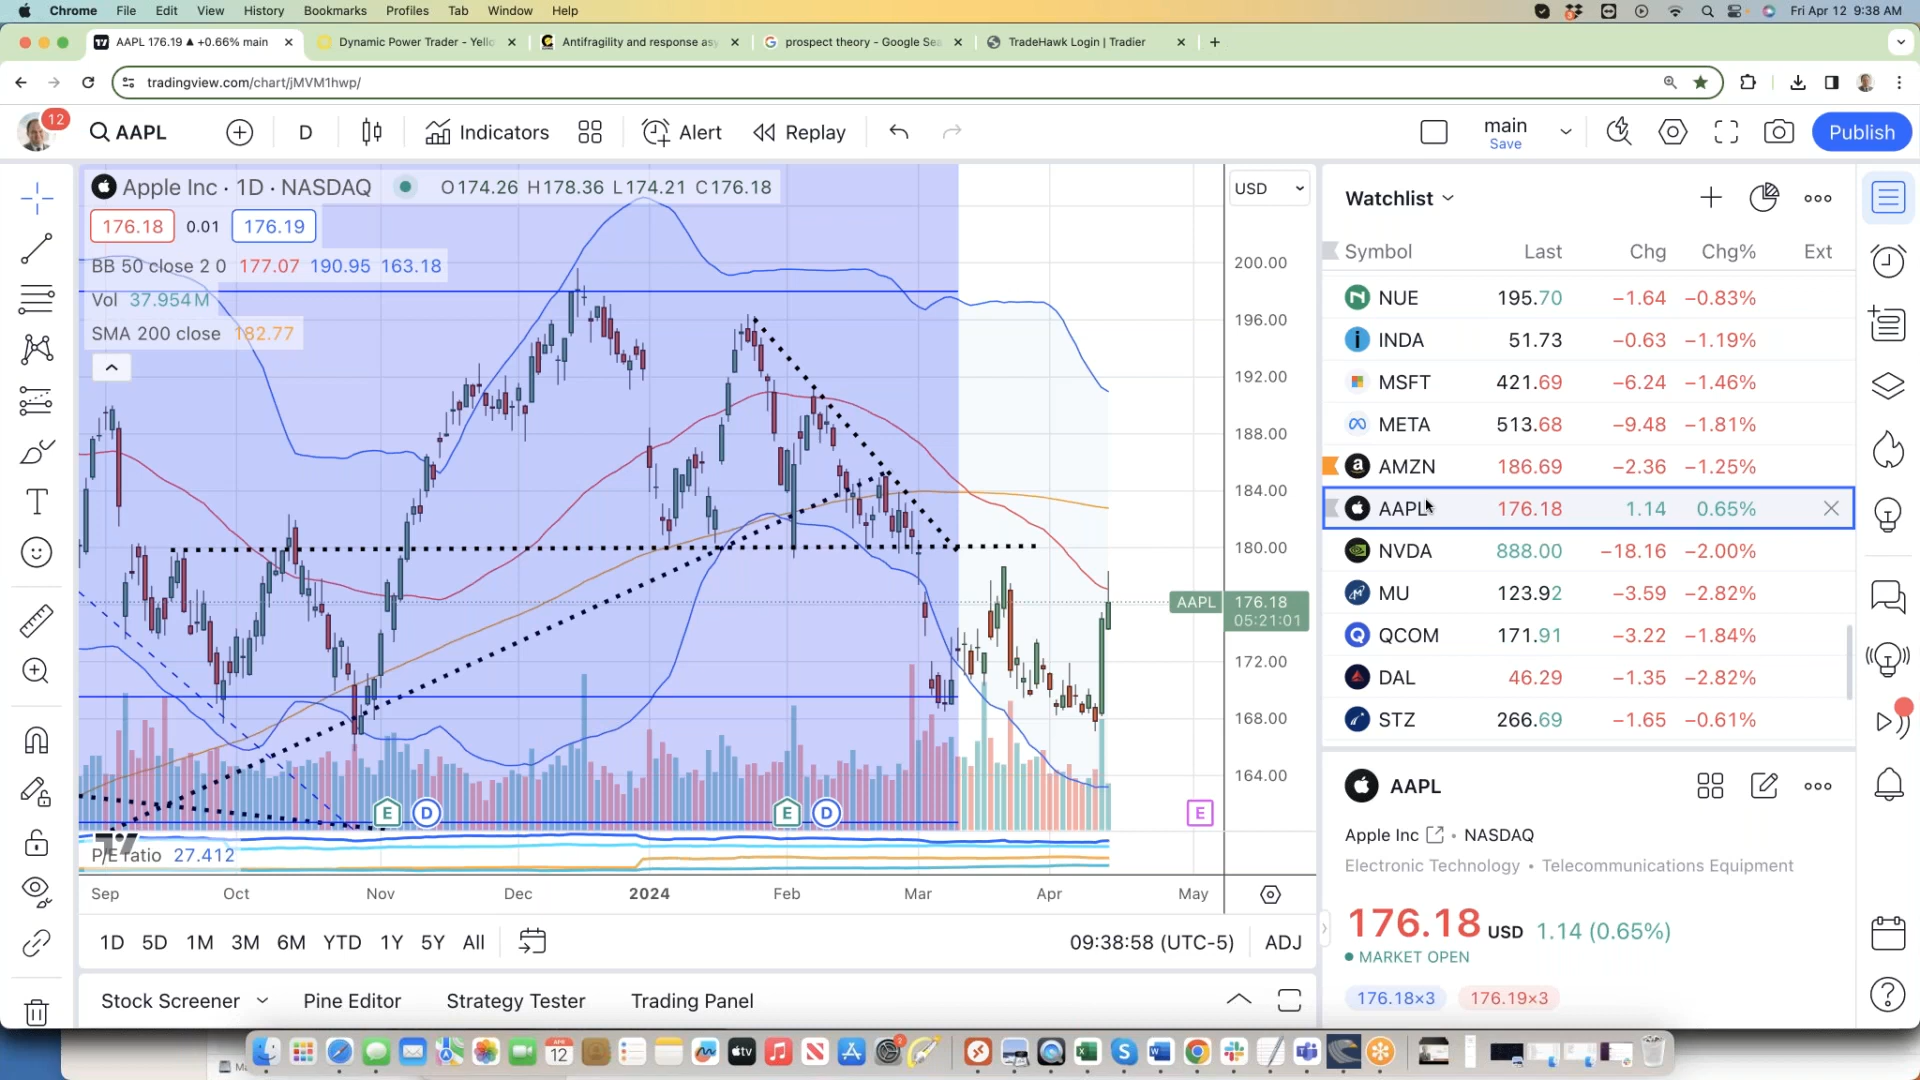 Chrome File Edit View History Bookmarks Profiles Tab Window Help Fri Apr 12 9:38 AM
AAPL 176.19 ▲ +0.66% main Dynamic Power Trader - Yello Antifragility and response asy prospect theory - Google Sea TradeHawk Login | Tradier
tradingview.com/chart/jMVM1hwp/
12
AAPL D Indicators Alert Replay main Save Publish
Apple Inc · 1D · NASDAQ O174.26 H178.36 L174.21 C176.18
176.18 0.01 176.19
BB 50 close 2 0 177.07 190.95 163.18
Vol 37.954M
SMA 200 close 182.77
USD
200.00
196.00
192.00
188.00
184.00
180.00
AAPL 176.18
05:21:01
172.00
168.00
164.00
E D E D E
P/E ratio 27.412
Sep Oct Nov Dec 2024 Feb Mar Apr May
1D 5D 1M 3M 6M YTD 1Y 5Y All 09:38:58 (UTC-5) ADJ
Stock Screener Pine Editor Strategy Tester Trading Panel
Watchlist
Symbol Last Chg Chg% Ext
NUE 195.70 −1.64 −0.83%
INDA 51.73 −0.63 −1.19%
MSFT 421.69 −6.24 −1.46%
META 513.68 −9.48 −1.81%
AMZN 186.69 −2.36 −1.25%
AAPL 176.18 1.14 0.65%
NVDA 888.00 −18.16 −2.00%
MU 123.92 −3.59 −2.82%
QCOM 171.91 −3.22 −1.84%
DAL 46.29 −1.35 −2.82%
STZ 266.69 −1.65 −0.61%
AAPL
Apple Inc • NASDAQ
Electronic Technology • Telecommunications Equipment
176.18 USD 1.14 (0.65%)
MARKET OPEN
176.18×3 176.19×3